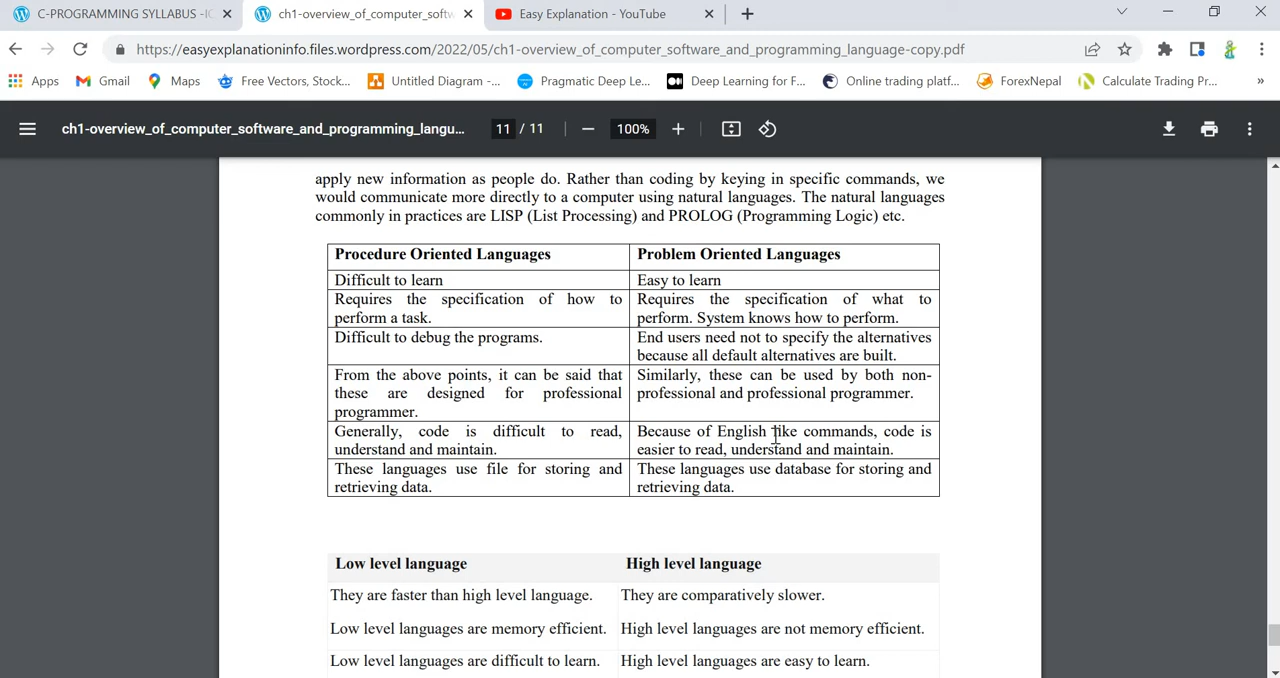 C-PROGRAMMING SYLLABUS -IC
ch1-overview_of_computer_softw
Easy Explanation - YouTube
https://easyexplanationinfo.files.wordpress.com/2022/05/ch1-overview_of_computer_software_and_programming_language-copy.pdf
Apps Gmail Maps Free Vectors, Stock... Untitled Diagram -... Pragmatic Deep Le... Deep Learning for F... Online trading platf... ForexNepal Calculate Trading Pr... »
ch1-overview_of_computer_software_and_programming_langu... 11 / 11 100%
apply new information as people do. Rather than coding by keying in specific commands, we
would communicate more directly to a computer using natural languages. The natural languages
commonly in practices are LISP (List Processing) and PROLOG (Programming Logic) etc.
Procedure Oriented Languages
Problem Oriented Languages
Difficult to learn
Easy to learn
Requires the specification of how to
perform a task.
Requires the specification of what to
perform. System knows how to perform.
Difficult to debug the programs.
End users need not to specify the alternatives
because all default alternatives are built.
From the above points, it can be said that
these are designed for professional
programmer.
Similarly, these can be used by both non-
professional and professional programmer.
Generally, code is difficult to read,
understand and maintain.
Because of English like commands, code is
easier to read, understand and maintain.
These languages use file for storing and
retrieving data.
These languages use database for storing and
retrieving data.
Low level language
High level language
They are faster than high level language.
They are comparatively slower.
Low level languages are memory efficient.
High level languages are not memory efficient.
Low level languages are difficult to learn.
High level languages are easy to learn.